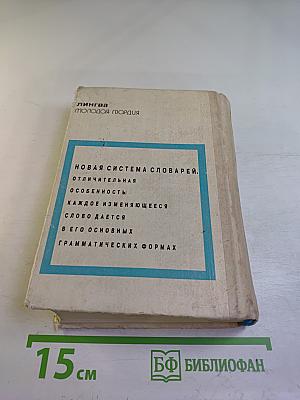 лингва
МОЛОДАЯ ГВАРДИЯ
НОВАЯ СИСТЕМА СЛОВАРЕЙ.
ОТЛИЧИТЕЛЬНАЯ
ОСОБЕННОСТЬ:
КАЖДОЕ ИЗМЕНЯЮЩЕЕСЯ
СЛОВО ДАЕТСЯ
В ЕГО ОСНОВНЫХ
ГРАММАТИЧЕСКИХ ФОРМАХ
15 см
БФ БИБЛИОФАН